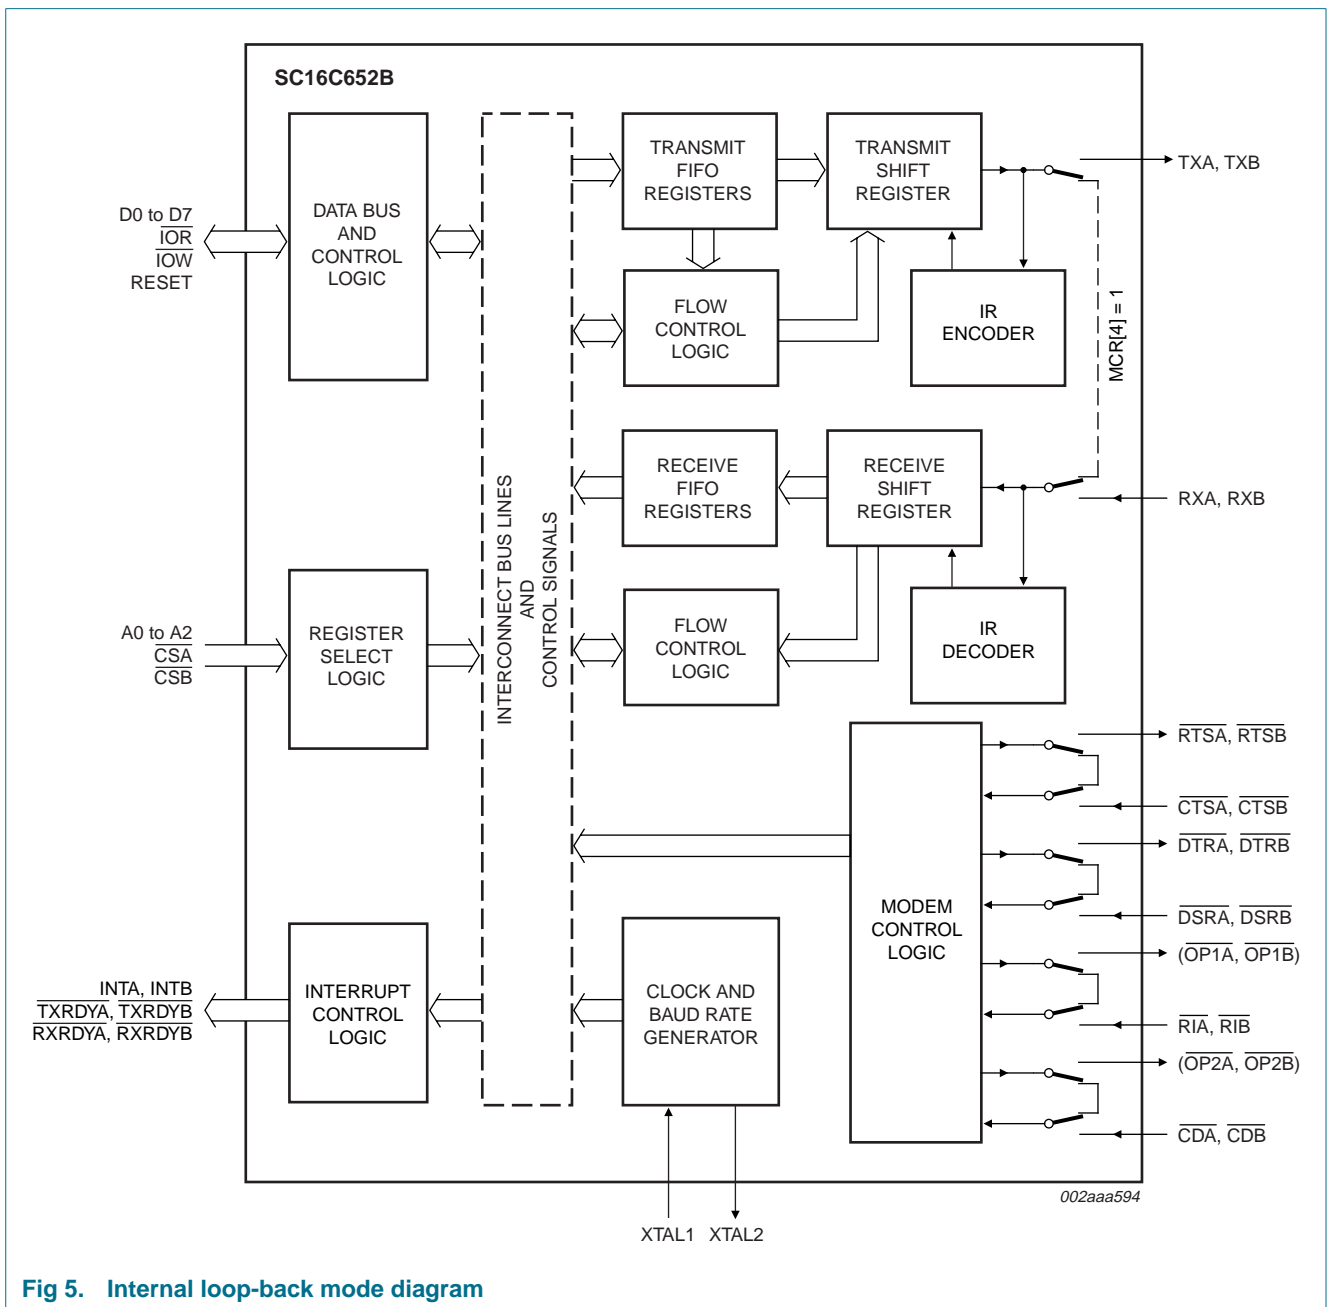 SC16C652B
D0 to D7
IOR
IOW
RESET
DATA BUS
AND
CONTROL
LOGIC
TRANSMIT
FIFO
REGISTERS
TRANSMIT
SHIFT
REGISTER
TXA, TXB
FLOW
CONTROL
LOGIC
IR
ENCODER
MCR[4] = 1
RECEIVE
FIFO
REGISTERS
RECEIVE
SHIFT
REGISTER
RXA, RXB
INTERCONNECT BUS LINES
AND
CONTROL SIGNALS
A0 to A2
CSA
CSB
REGISTER
SELECT
LOGIC
FLOW
CONTROL
LOGIC
IR
DECODER
RTSA, RTSB
CTSA, CTSB
DTRA, DTRB
MODEM
CONTROL
LOGIC
DSRA, DSRB
(OP1A, OP1B)
RIA, RIB
(OP2A, OP2B)
CDA, CDB
INTA, INTB
TXRDYA, TXRDYB
RXRDYA, RXRDYB
INTERRUPT
CONTROL
LOGIC
CLOCK AND
BAUD RATE
GENERATOR
002aaa594
XTAL1 XTAL2
Fig 5. Internal loop-back mode diagram